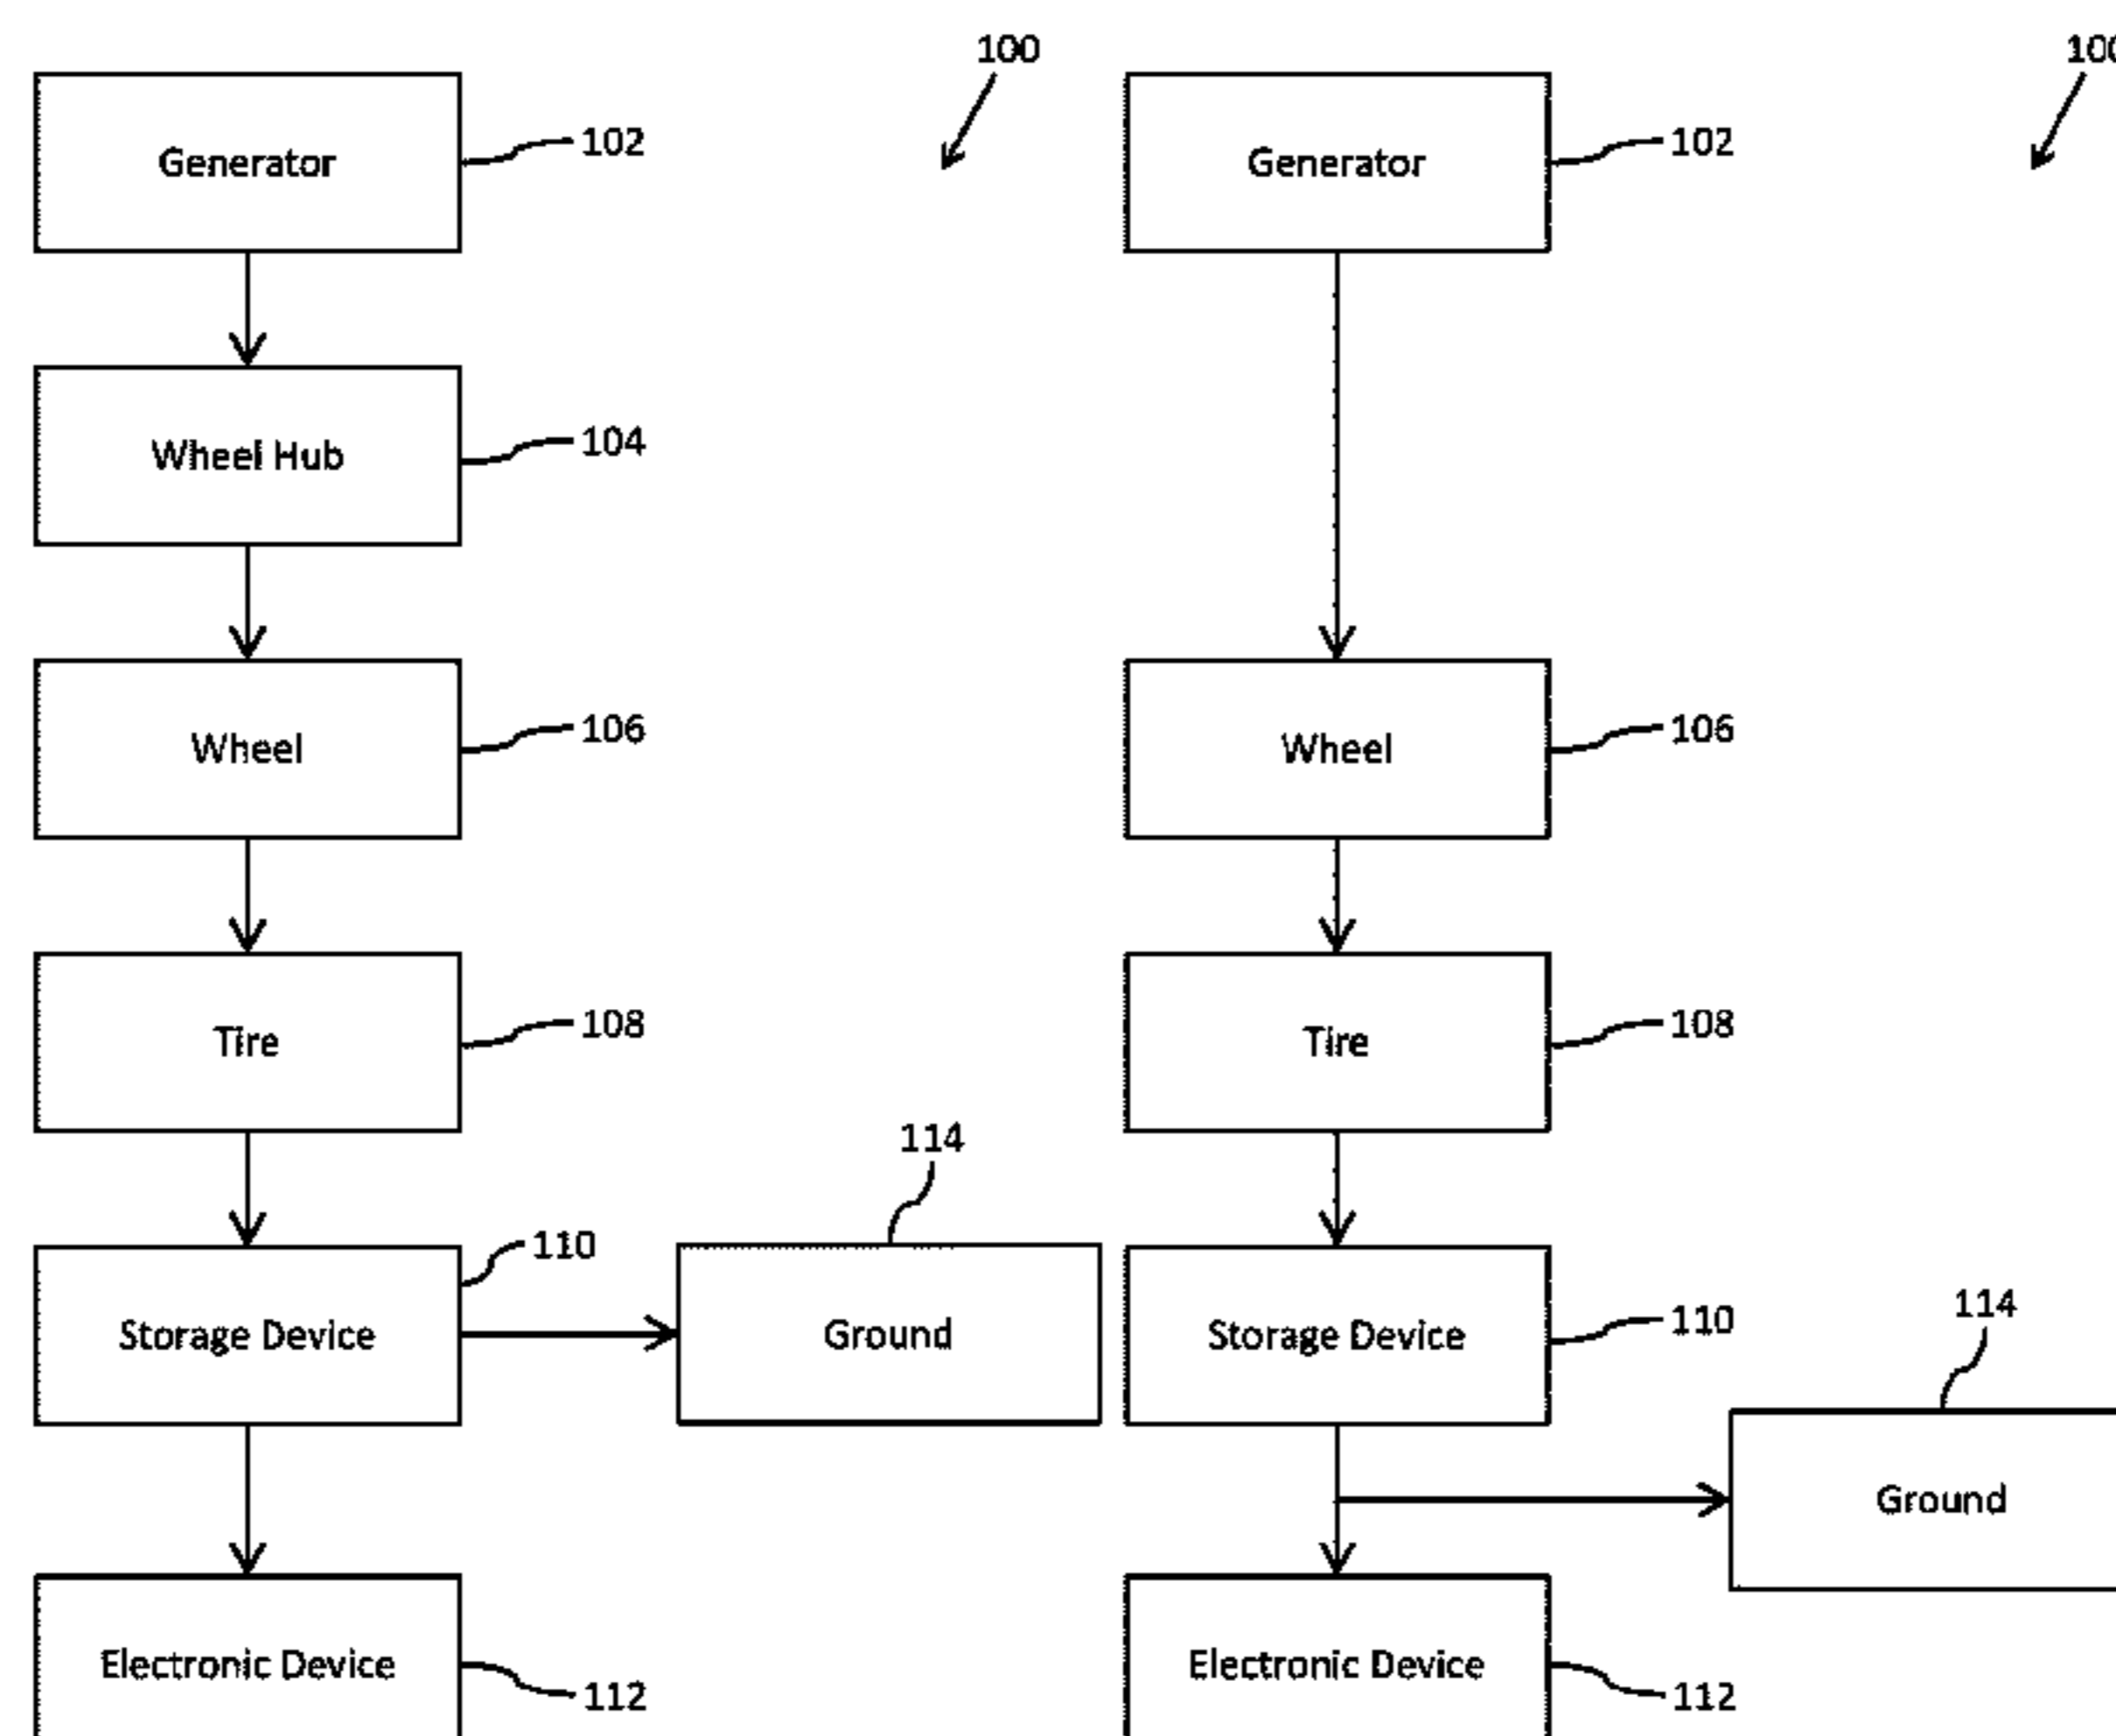 100
Generator
102
Wheel Hub
104
Wheel
106
Tire
108
114
110
Storage Device
Ground
Electronic Device
112
100
Generator
102
Wheel
106
Tire
108
Storage Device
110
114
Ground
Electronic Device
112